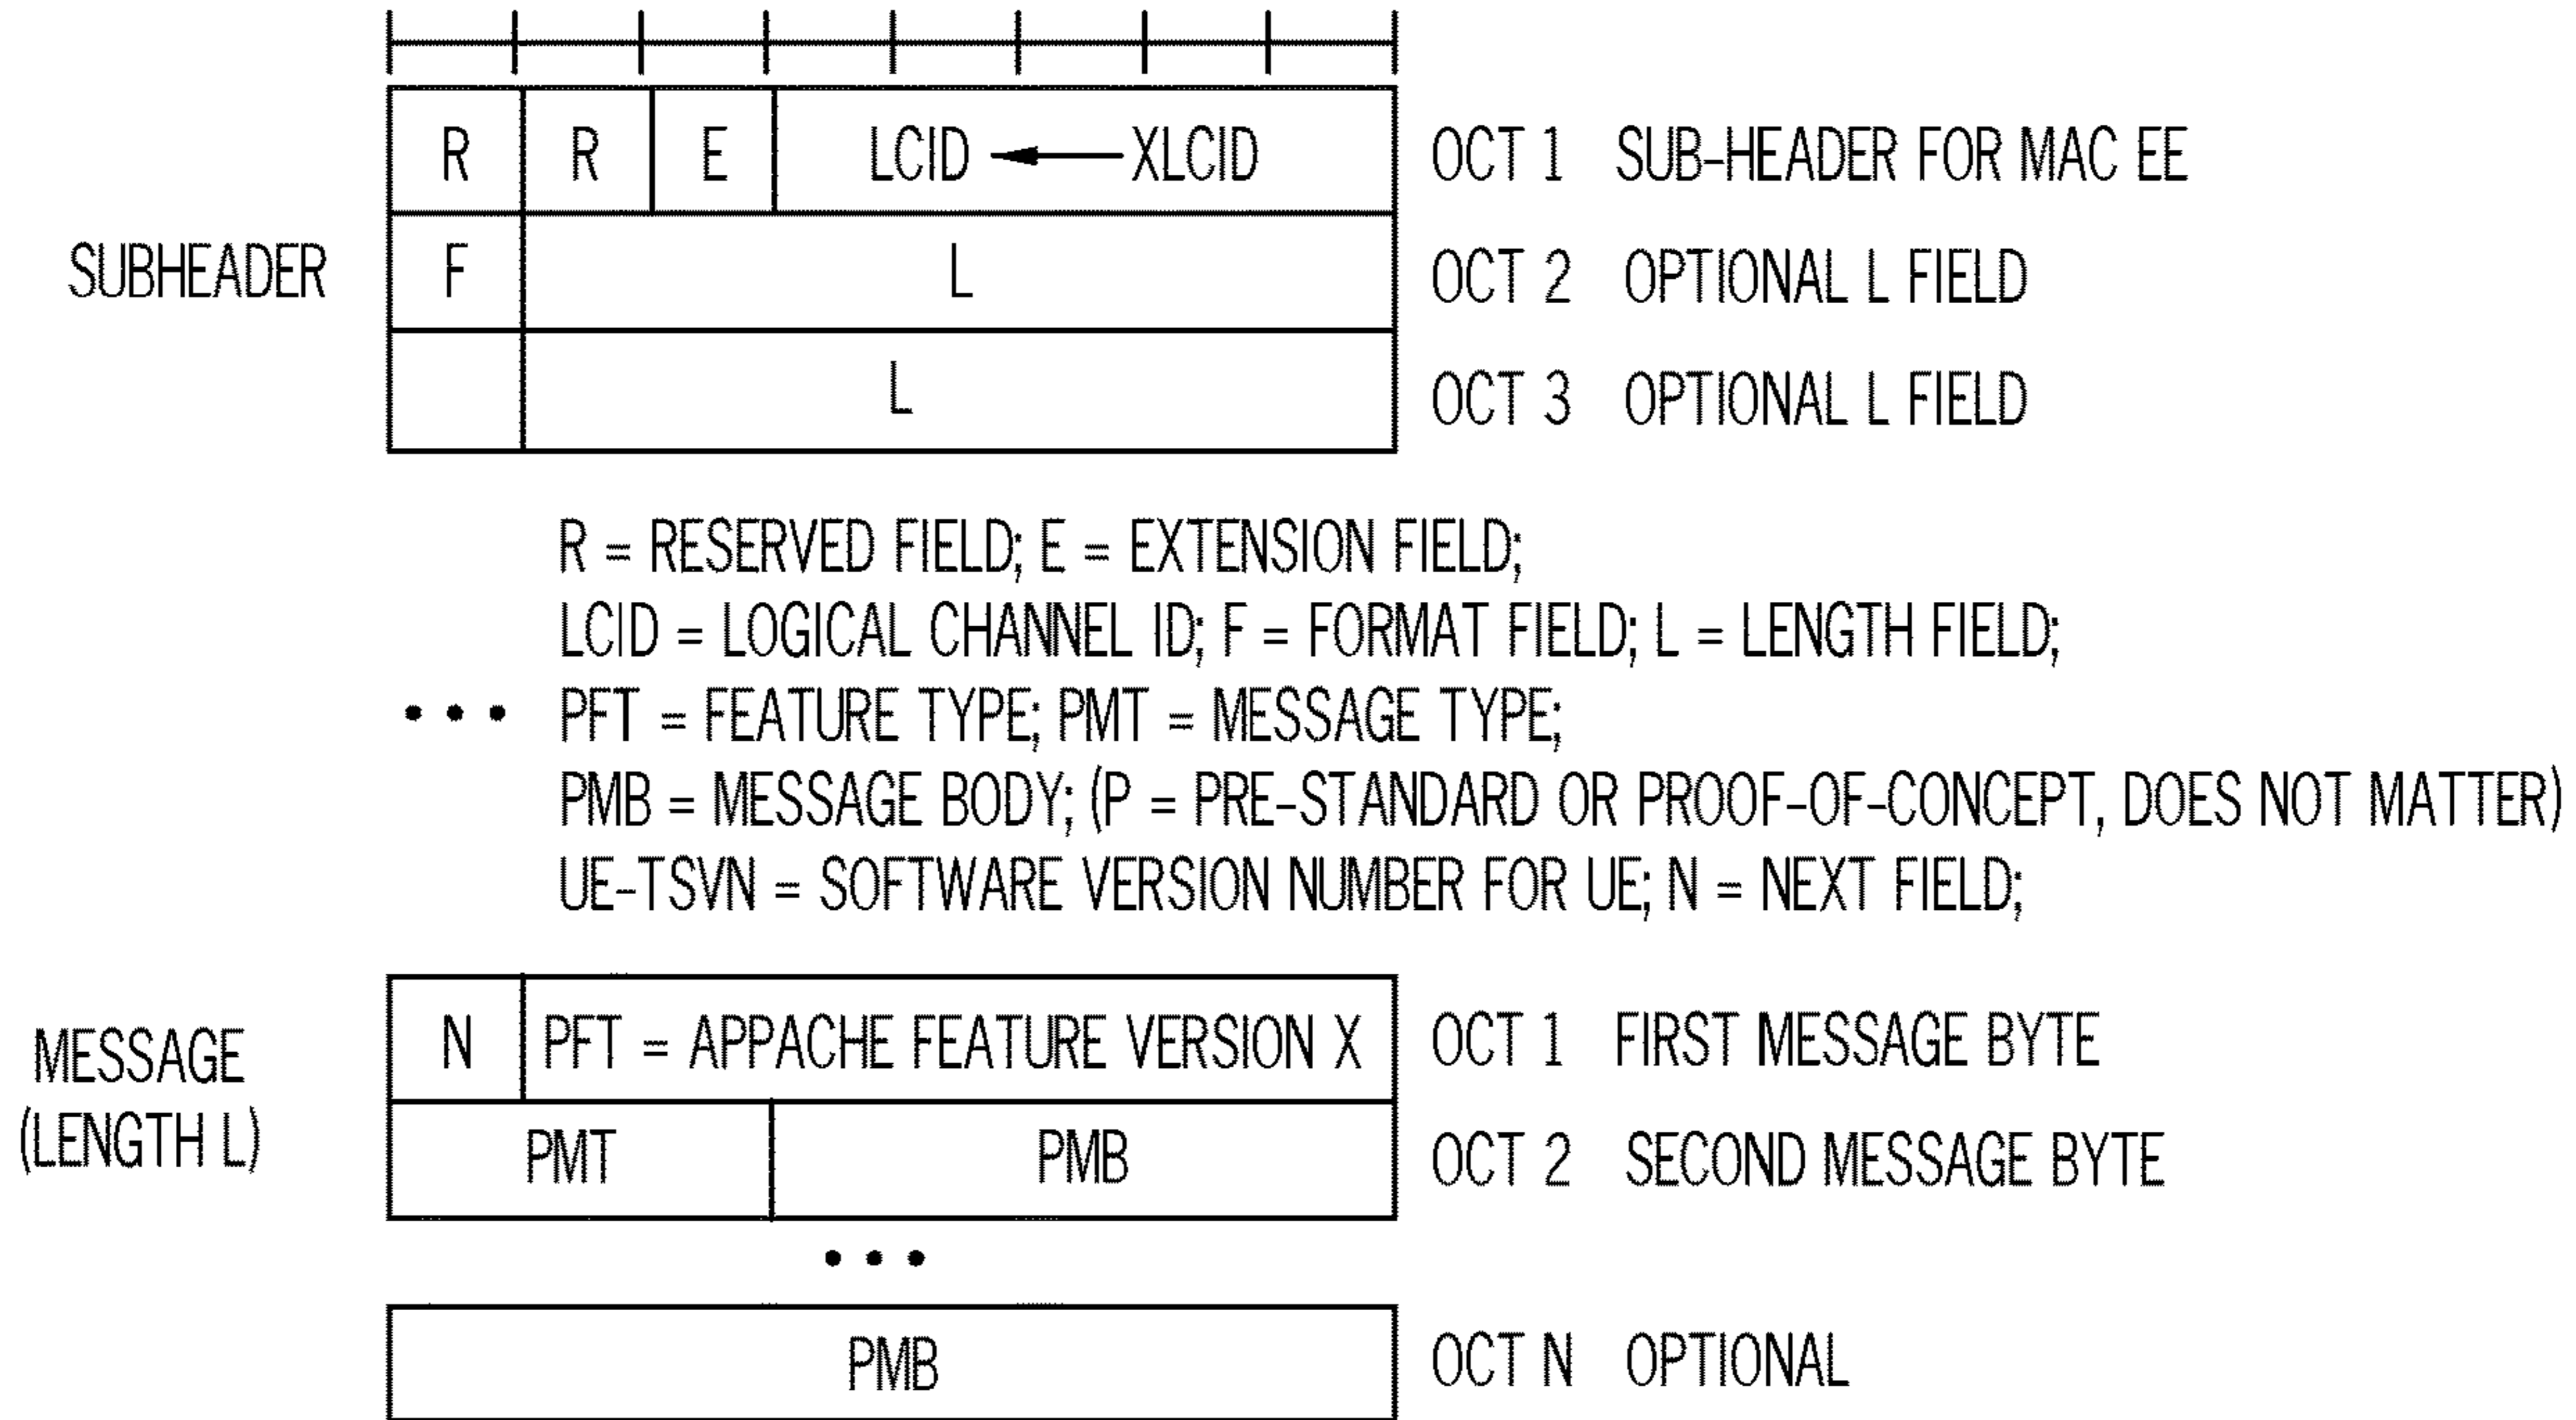 R R E LCID XLCID OCT 1 SUB-HEADER FOR MAC EE
SUBHEADER F L OCT 2 OPTIONAL L FIELD
L OCT 3 OPTIONAL L FIELD
R = RESERVED FIELD; E = EXTENSION FIELD;
LCID = LOGICAL CHANNEL ID; F = FORMAT FIELD; L = LENGTH FIELD;
••• PFT = FEATURE TYPE; PMT = MESSAGE TYPE;
PMB = MESSAGE BODY; (P = PRE-STANDARD OR PROOF-OF-CONCEPT, DOES NOT MATTER)
UE-TSVN = SOFTWARE VERSION NUMBER FOR UE; N = NEXT FIELD;
N PFT = APPACHE FEATURE VERSION X OCT 1 FIRST MESSAGE BYTE
MESSAGE
(LENGTH L)
PMT PMB OCT 2 SECOND MESSAGE BYTE
•••
PMB OCT N OPTIONAL